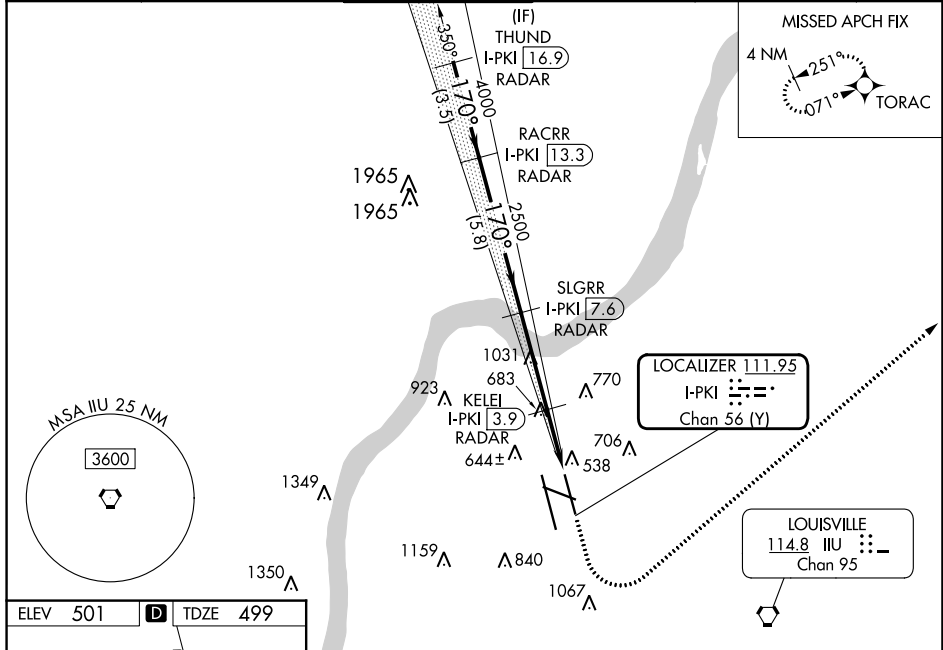 (IF)
THUND
I-PKI 16.9
RADAR
350°
170°
(3.5)
4000
MISSED APCH FIX
4 NM
251°
071°
TORAC
RACRR
I-PKI 13.3
RADAR
1965
1965
170°
(5.8)
2500
SLGRR
I-PKI 7.6
RADAR
1031
683
923
KELEI
I-PKI 3.9
RADAR
770
706
644±
538
LOCALIZER 111.95
I-PKI
Chan 56 (Y)
MSA IIU 25 NM
3600
1349
1159
840
1350
1067
LOUISVILLE
114.8 IIU
Chan 95
ELEV 501 D TDZE 499